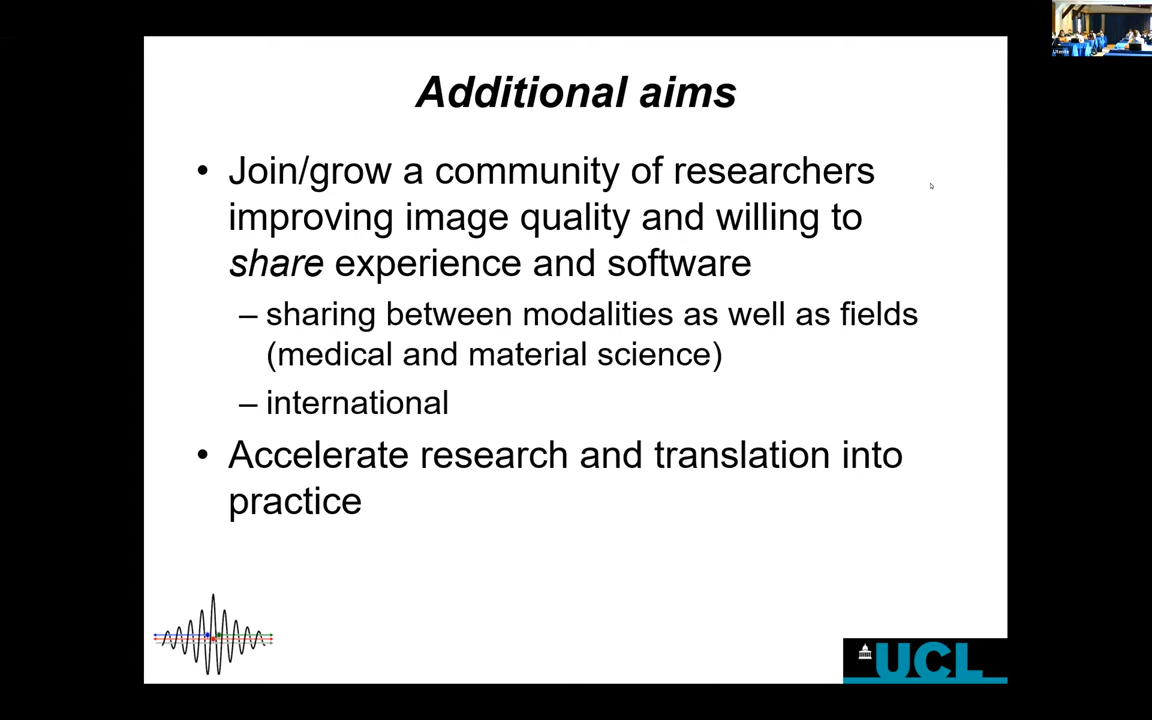 Additional aims
• Join/grow a community of researchers
improving image quality and willing to
share experience and software
– sharing between modalities as well as fields
(medical and material science)
– international
• Accelerate research and translation into
practice
UCL